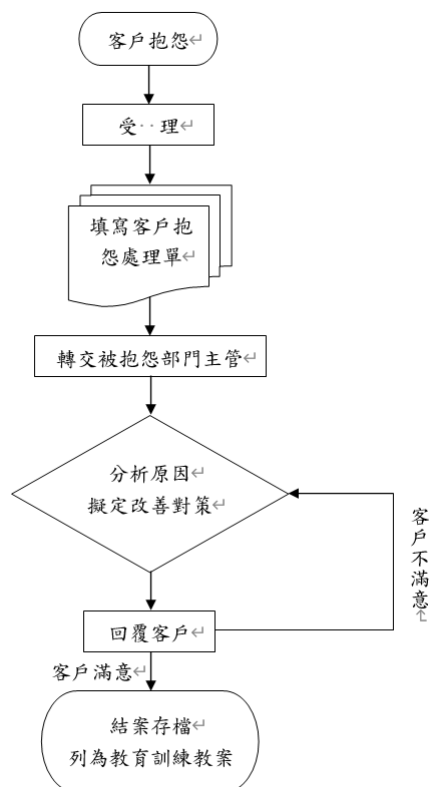 客戶抱怨
受 理
填寫客戶抱
怨處理單
轉交被抱怨部門主管
分析原因
擬定改善對策
客戶不滿意
回覆客戶
客戶滿意
結案存檔
列為教育訓練教案